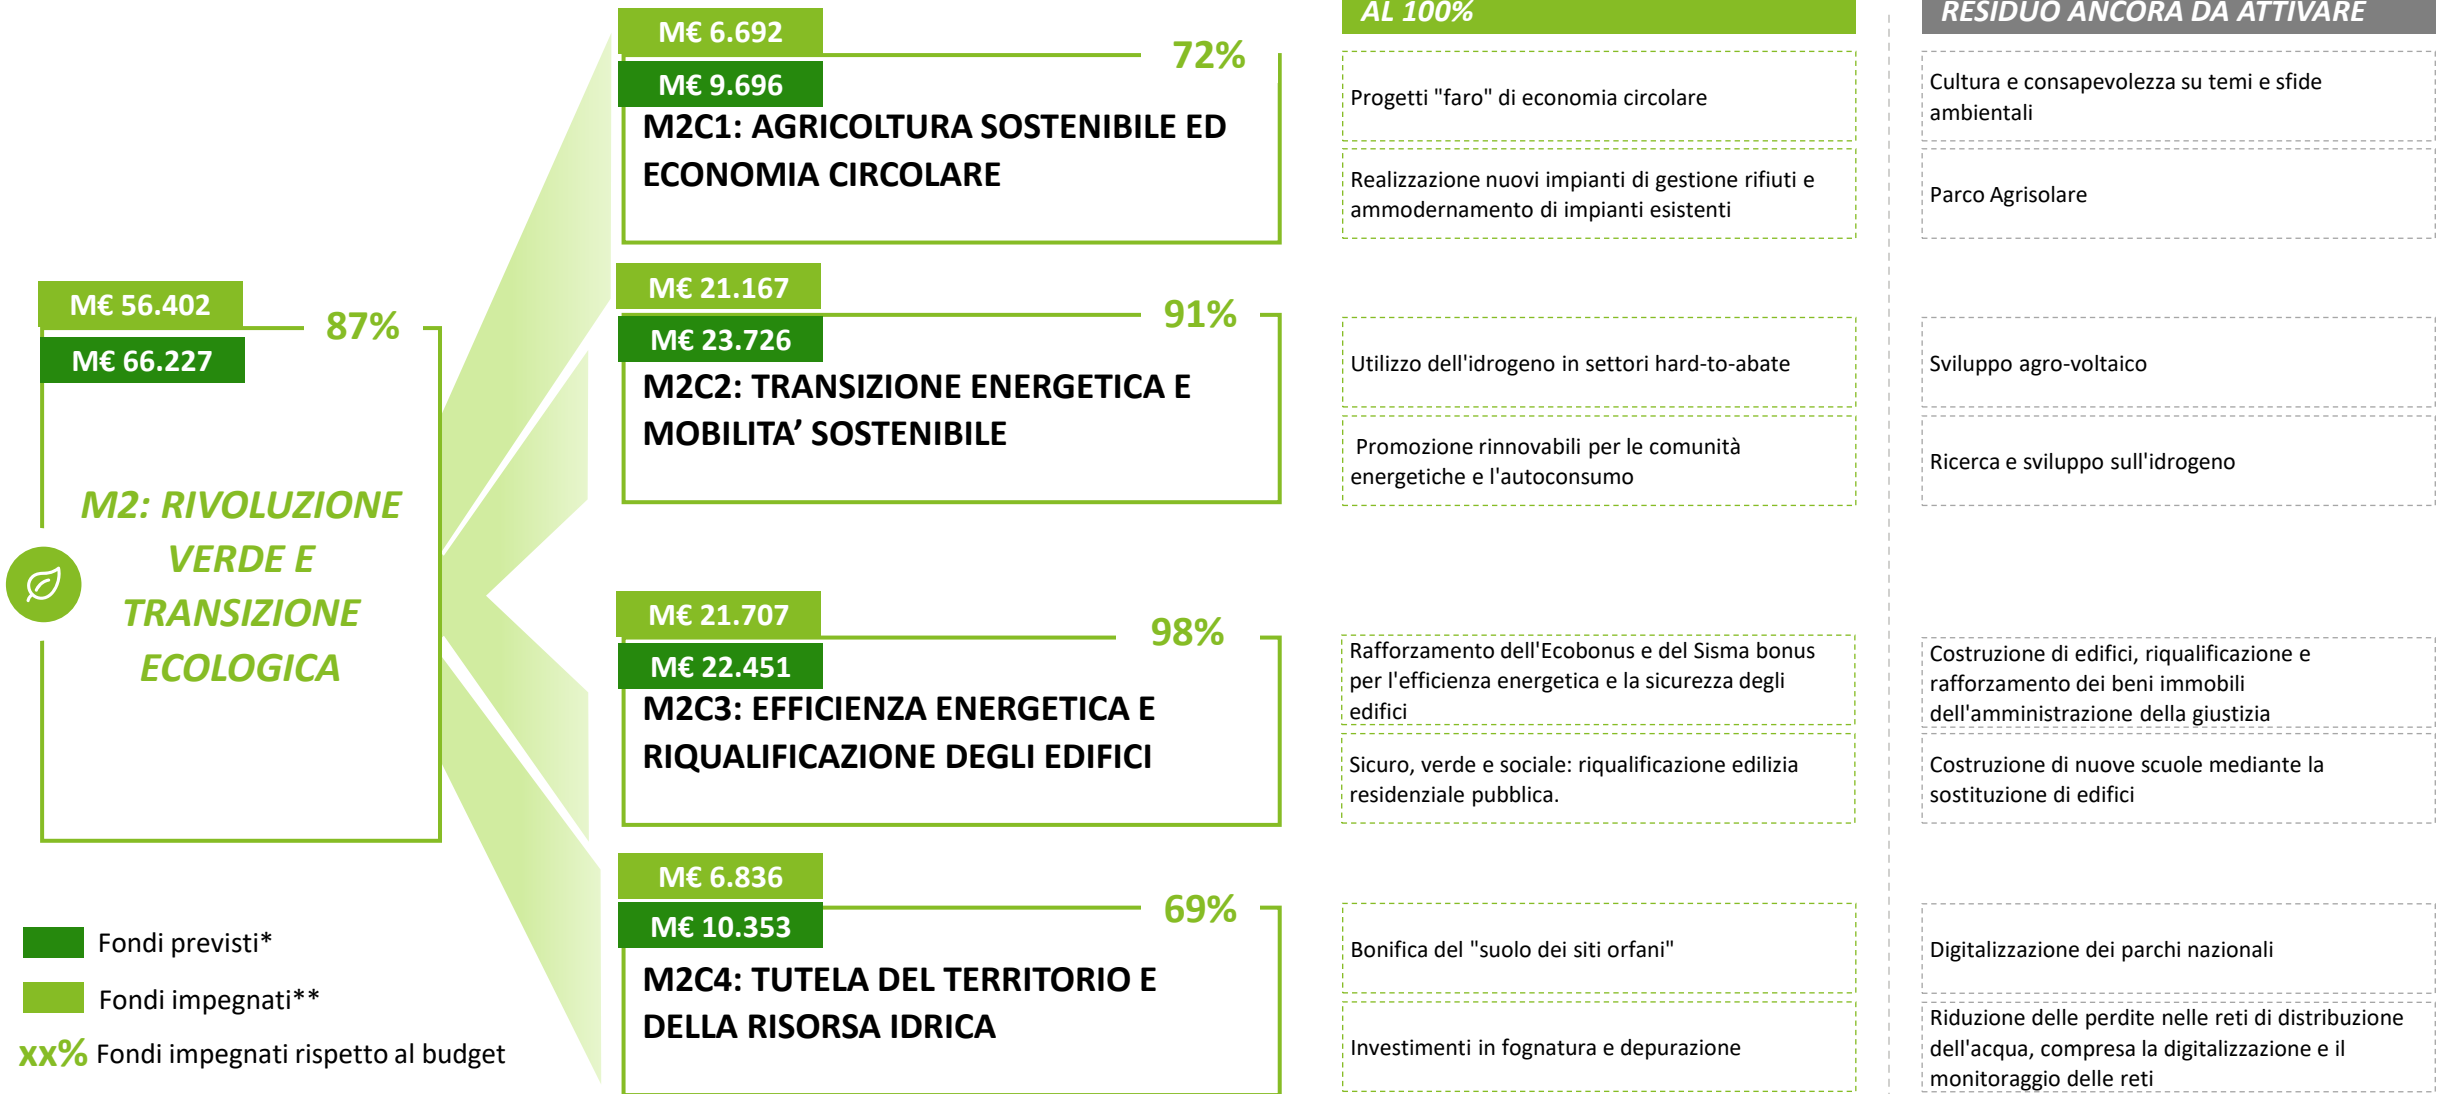 AL 100%
RESIDUO ANCORA DA ATTIVARE
M€ 56.402
87%
M€ 66.227
M2: RIVOLUZIONE
VERDE E
TRANSIZIONE
ECOLOGICA
M€ 6.692
72%
M€ 9.696
M2C1: AGRICOLTURA SOSTENIBILE ED
ECONOMIA CIRCOLARE
Progetti "faro" di economia circolare
Realizzazione nuovi impianti di gestione rifiuti e
ammodernamento di impianti esistenti
Cultura e consapevolezza su temi e sfide
ambientali
Parco Agrisolare
M€ 21.167
91%
M€ 23.726
M2C2: TRANSIZIONE ENERGETICA E
MOBILITA’ SOSTENIBILE
Utilizzo dell'idrogeno in settori hard-to-abate
Promozione rinnovabili per le comunità
energetiche e l'autoconsumo
Sviluppo agro-voltaico
Ricerca e sviluppo sull'idrogeno
M€ 21.707
98%
M€ 22.451
M2C3: EFFICIENZA ENERGETICA E
RIQUALIFICAZIONE DEGLI EDIFICI
Rafforzamento dell'Ecobonus e del Sisma bonus
per l'efficienza energetica e la sicurezza degli
edifici
Sicuro, verde e sociale: riqualificazione edilizia
residenziale pubblica.
Costruzione di edifici, riqualificazione e
rafforzamento dei beni immobili
dell'amministrazione della giustizia
Costruzione di nuove scuole mediante la
sostituzione di edifici
M€ 6.836
69%
M€ 10.353
M2C4: TUTELA DEL TERRITORIO E
DELLA RISORSA IDRICA
Bonifica del "suolo dei siti orfani"
Investimenti in fognatura e depurazione
Digitalizzazione dei parchi nazionali
Riduzione delle perdite nelle reti di distribuzione
dell'acqua, compresa la digitalizzazione e il
monitoraggio delle reti
Fondi previsti*
Fondi impegnati**
xx% Fondi impegnati rispetto al budget